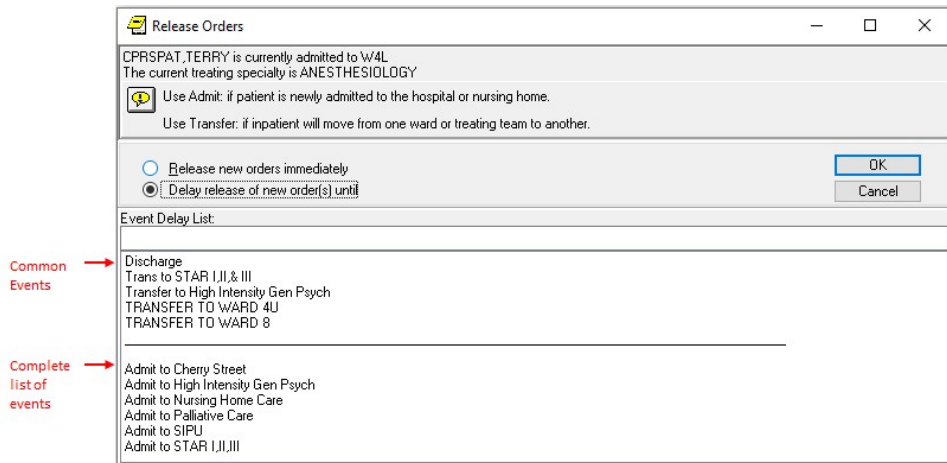 Release Orders
CPRSPAT,TERRY is currently admitted to W4L
The current treating specialty is ANESTHESIOLOGY
Use Admit: if patient is newly admitted to the hospital or nursing home.
Use Transfer: if inpatient will move from one ward or treating team to another.
Release new orders immediately
OK
Delay release of new order(s) until
Cancel
Event Delay List:
Common
Events
Discharge
Trans to STAR I,II,& III
Transfer to High Intensity Gen Psych
TRANSFER TO WARD 4U
TRANSFER TO WARD 8
Complete
list of
events
Admit to Cherry Street
Admit to High Intensity Gen Psych
Admit to Nursing Home Care
Admit to Palliative Care
Admit to SIPU
Admit to STAR I,II,III